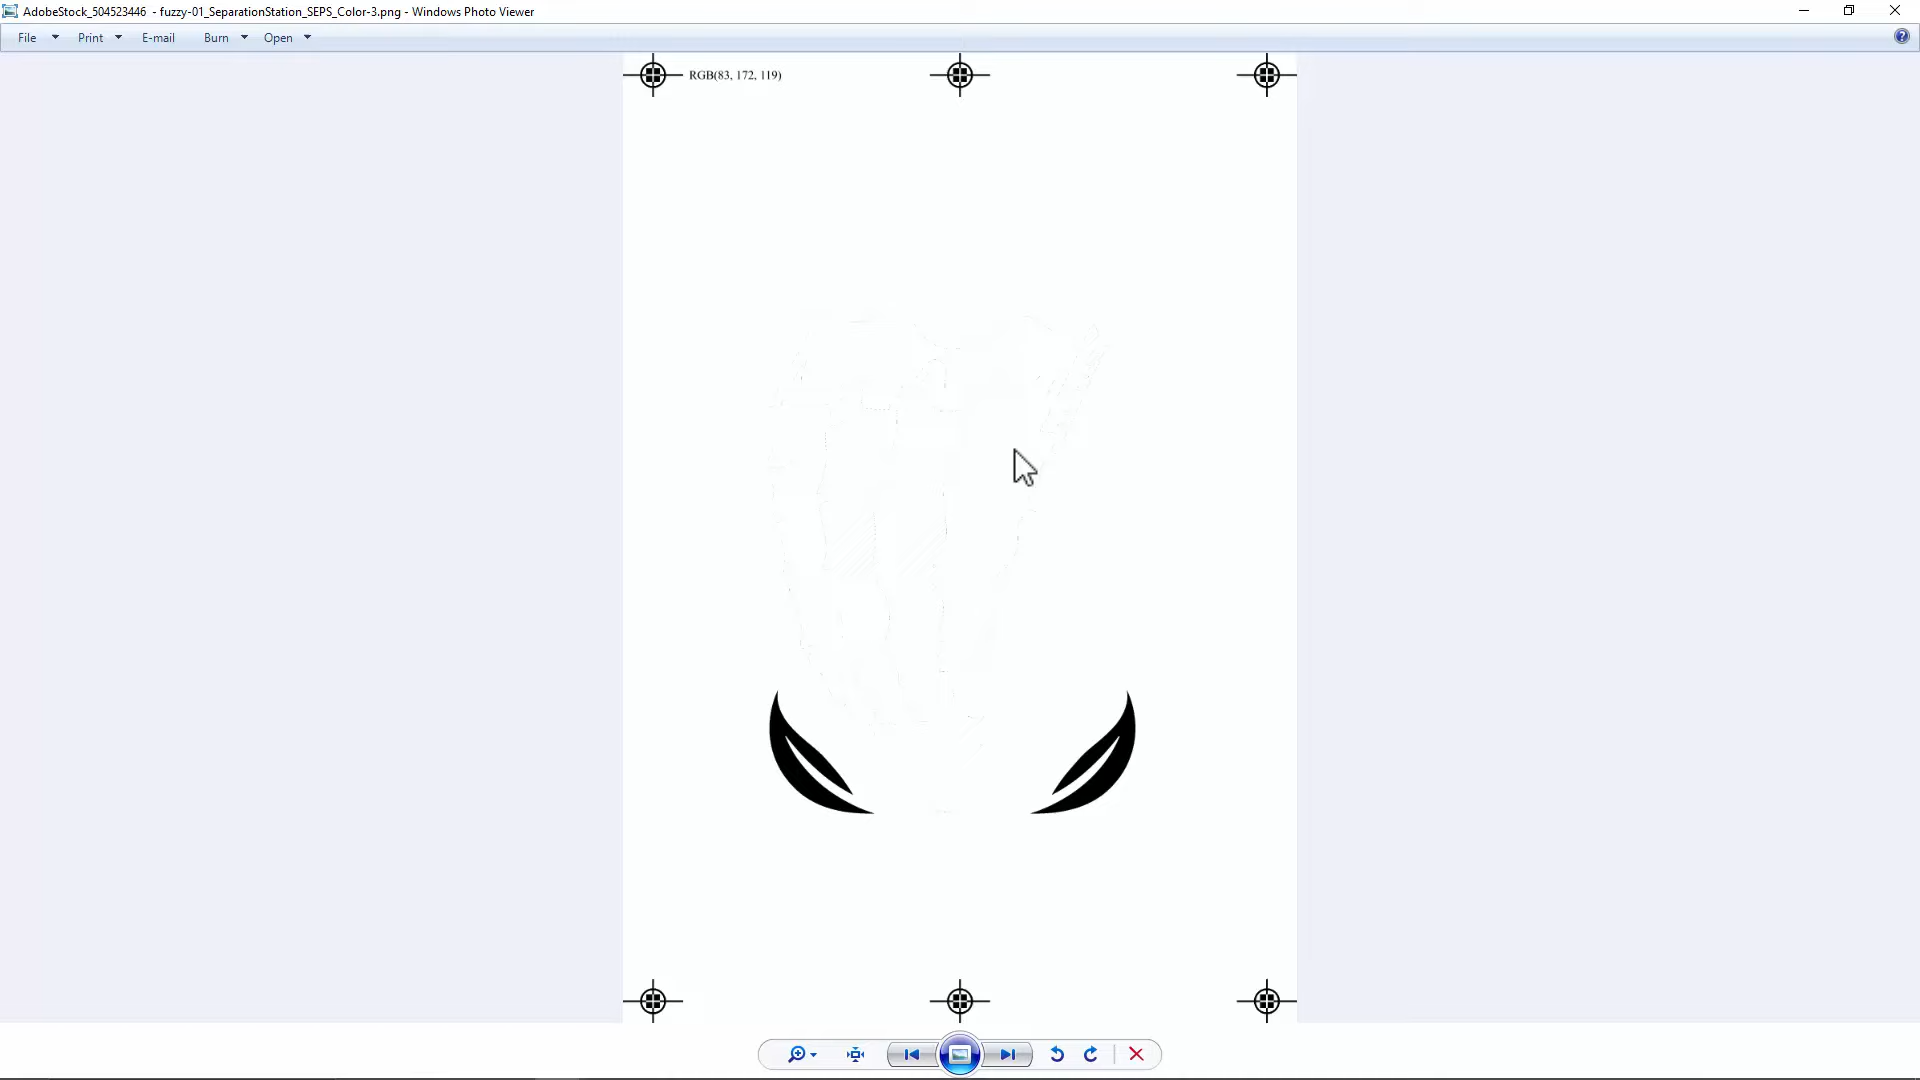 AdobeStock_504523446 - fuzzy-01_SeparationStation_SEPS_Color-3.png - Windows Photo Viewer
File Print E-mail Burn Open
RGB(83, 172, 119)